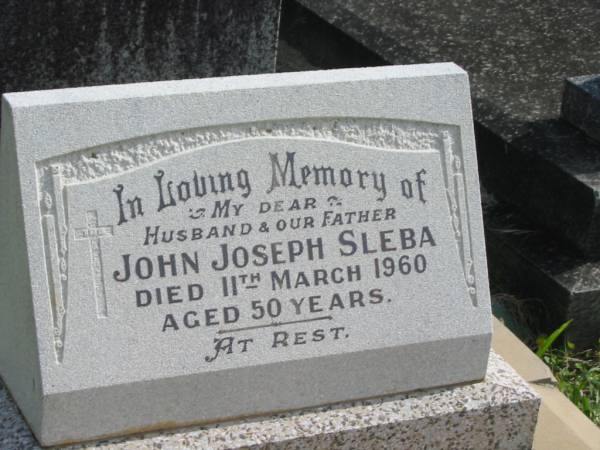 In Loving Memory of
My dear
Husband & our Father
John Joseph Sleba
died 11th March 1960
aged 50 years.
At Rest.